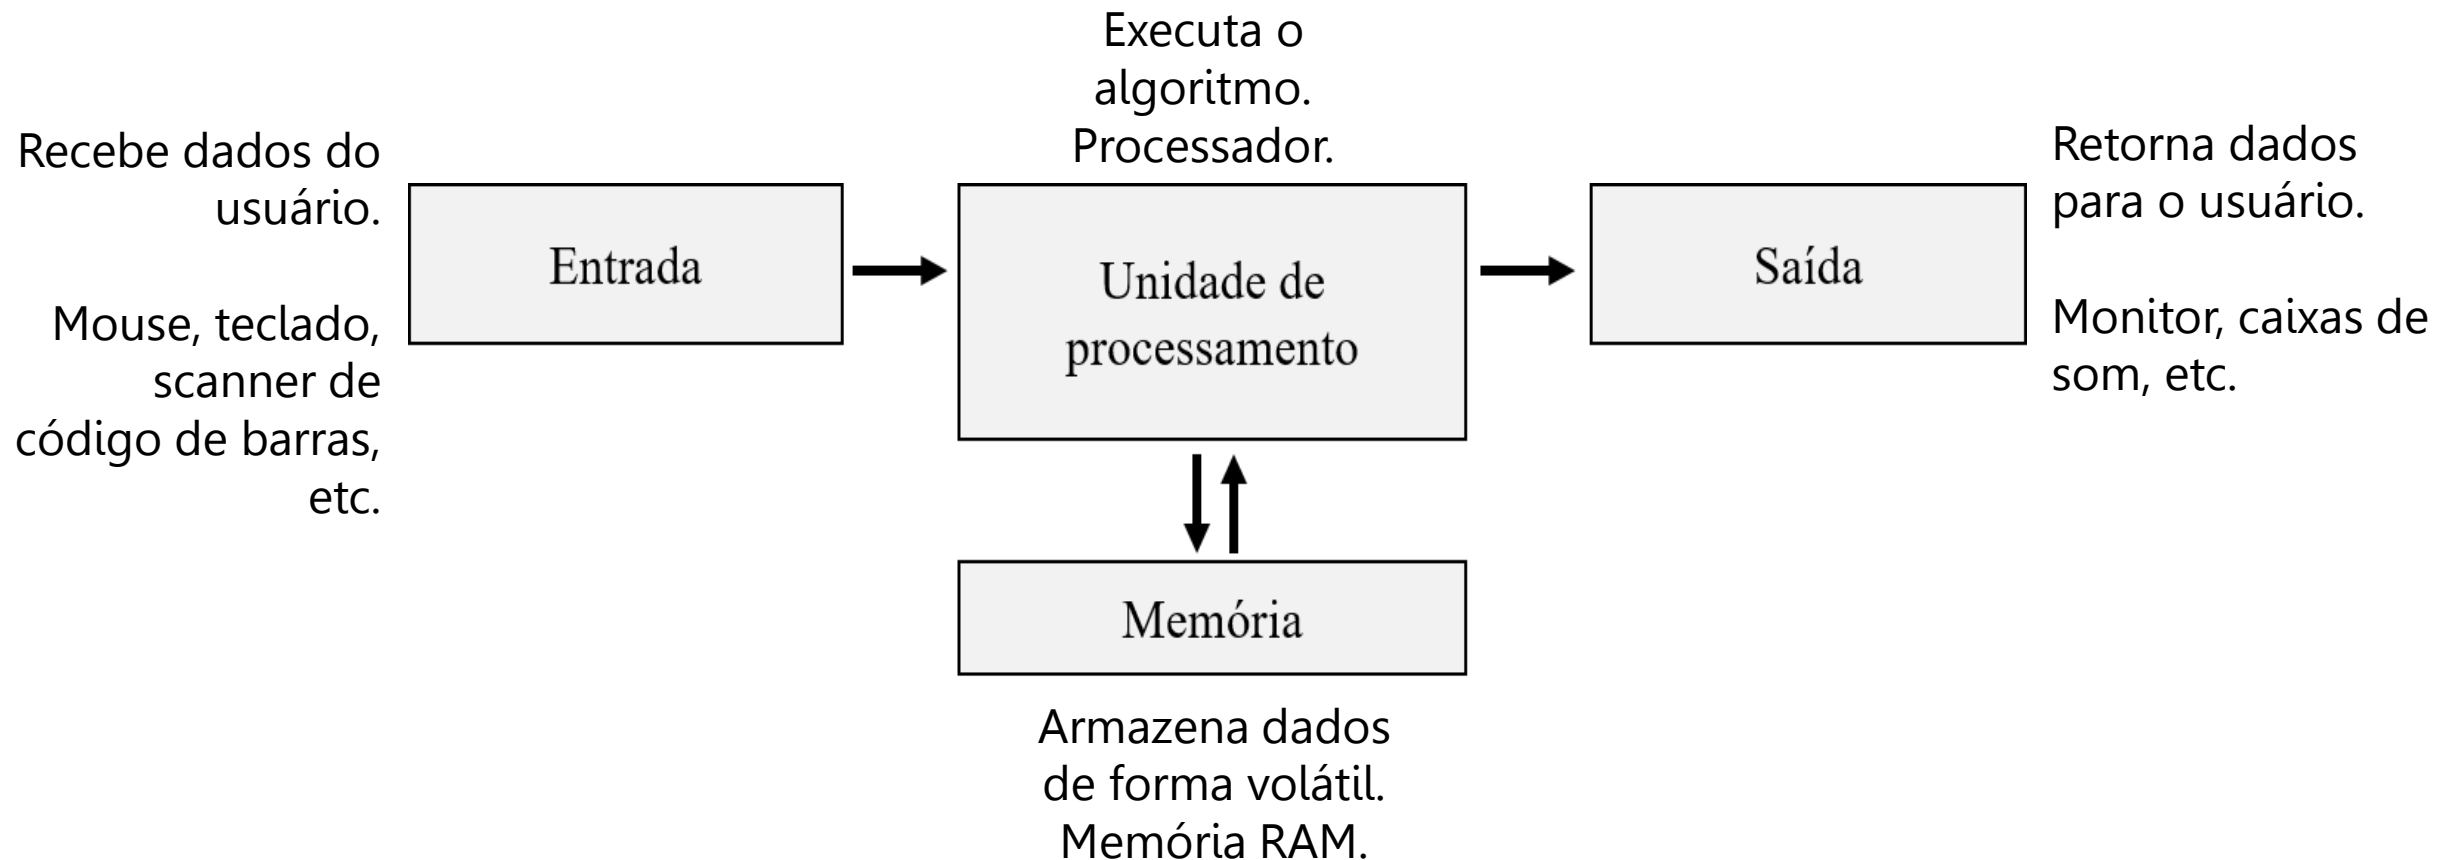 Executa o
algoritmo.
Processador.
Recebe dados do
usuário.
Mouse, teclado,
scanner de
código de barras,
etc.
Entrada
Unidade de
processamento
Saída
Retorna dados
para o usuário.
Monitor, caixas de
som, etc.
Memória
Armazena dados
de forma volátil.
Memória RAM.